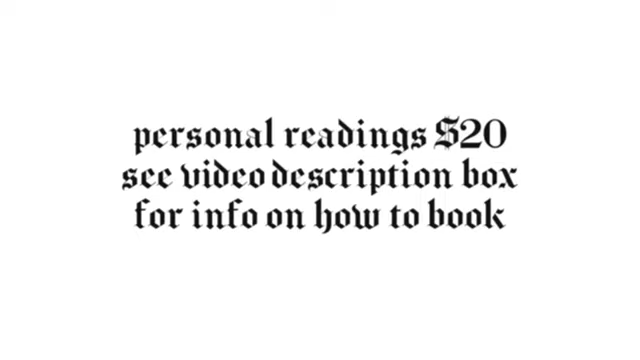 personal readings $20
see video description box
for info on how to book